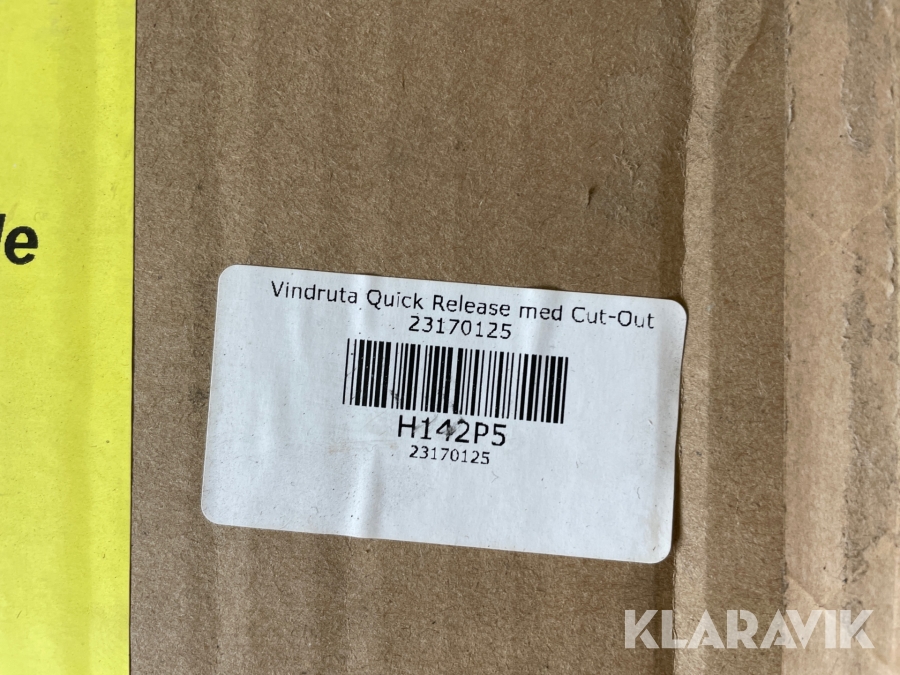 le
Vindruta Quick Release med Cut-Out
23170125
H142P5
23170125
KLARAVIK